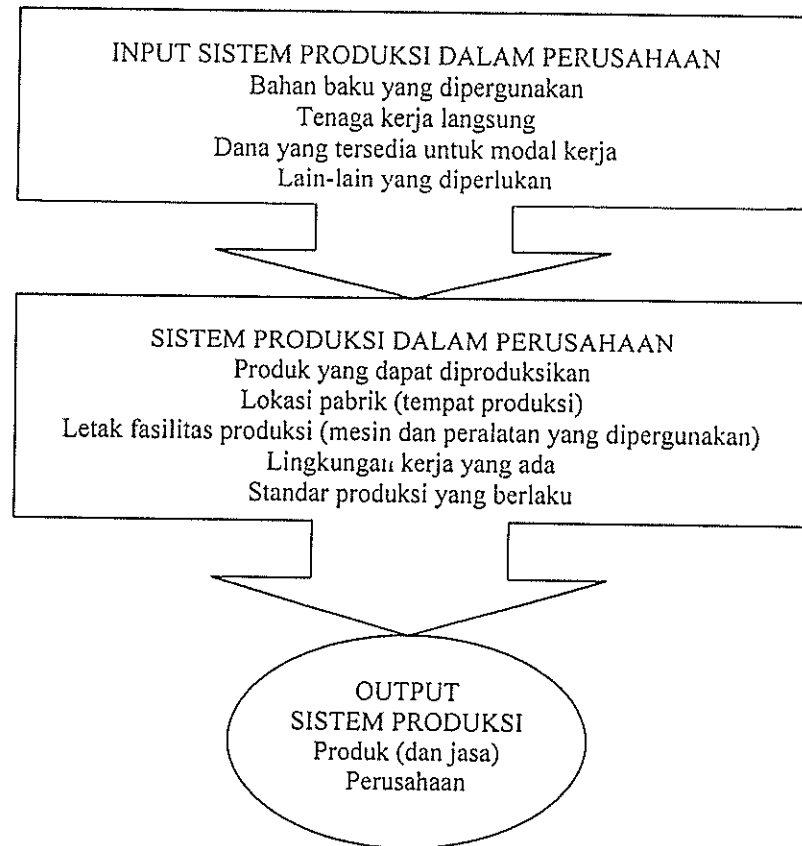 INPUT SISTEM PRODUKSI DALAM PERUSAHAAN
Bahan baku yang dipergunakan
Tenaga kerja langsung
Dana yang tersedia untuk modal kerja
Lain-lain yang diperlukan
SISTEM PRODUKSI DALAM PERUSAHAAN
Produk yang dapat diproduksikan
Lokasi pabrik (tempat produksi)
Letak fasilitas produksi (mesin dan peralatan yang dipergunakan)
Lingkungan kerja yang ada
Standar produksi yang berlaku
OUTPUT
SISTEM PRODUKSI
Produk (dan jasa)
Perusahaan